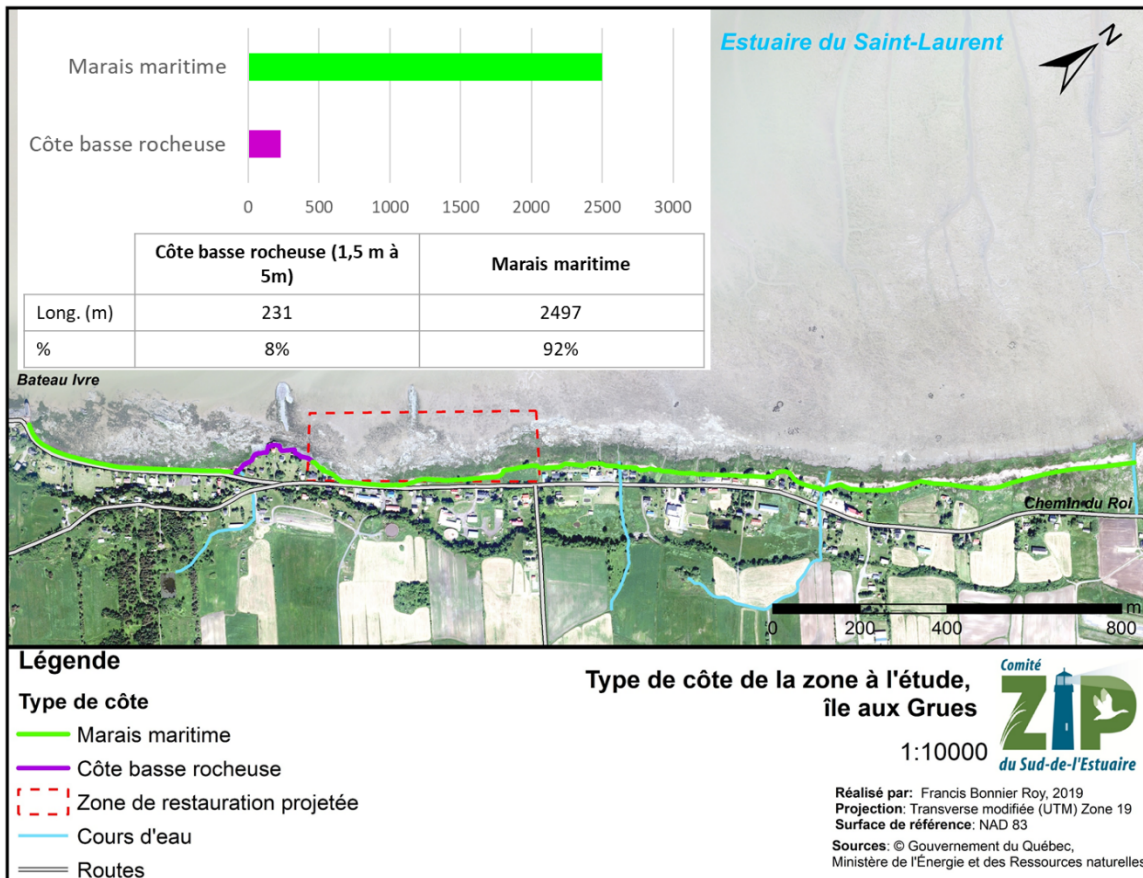 Estuaire du Saint-Laurent
N
Marais maritime
Côte basse rocheuse
0 500 1000 1500 2000 2500 3000
Côte basse rocheuse (1,5 m à
5m)
Marais maritime
Long. (m) 231 2497
% 8% 92%
Bateau Ivre
Chemin du Roi
m
0 200 400 800
Légende
Type de côte
Marais maritime
Côte basse rocheuse
Zone de restauration projetée
Cours d'eau
Routes
Type de côte de la zone à l'étude,
île aux Grues
1:10000
Comité
ZIP
du Sud-de-l'Estuaire
Réalisé par: Francis Bonnier Roy, 2019
Projection: Transverse modifiée (UTM) Zone 19
Surface de référence: NAD 83
Sources: © Gouvernement du Québec,
Ministère de l'Énergie et des Ressources naturelles